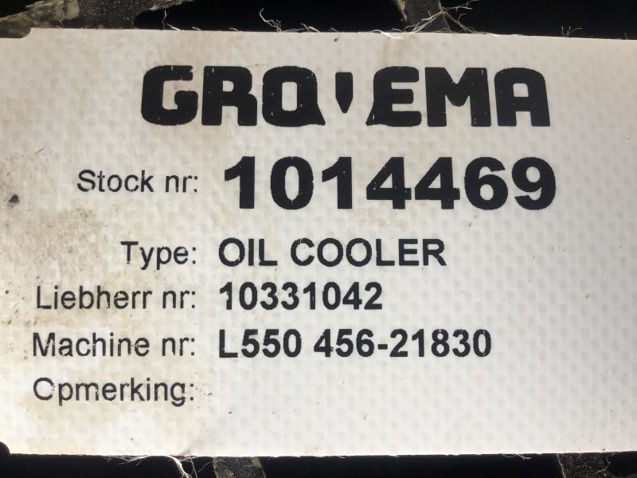 GROVEMA
Stock nr: 1014469
Type: OIL COOLER
Liebherr nr: 10331042
Machine nr: L550 456-21830
Opmerking: